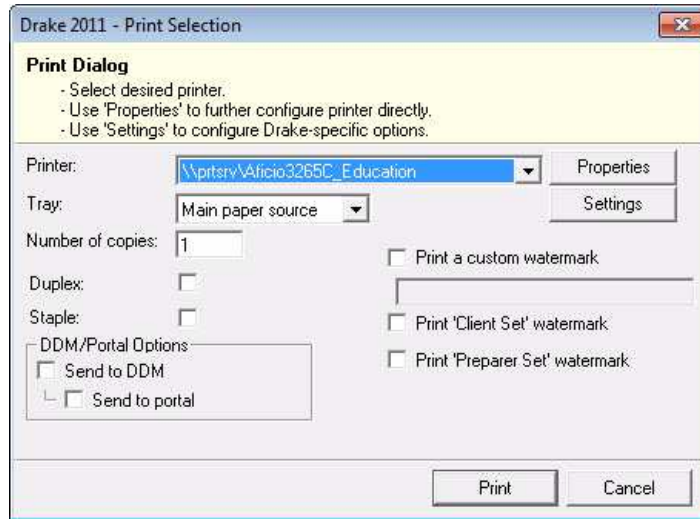 Drake 2011 - Print Selection
Print Dialog
- Select desired printer.
- Use 'Properties' to further configure printer directly.
- Use 'Settings' to configure Drake-specific options.
Printer: \\prtsrv\Aficio3265C_Education Properties
Tray: Main paper source Settings
Number of copies: 1
Print a custom watermark
Duplex:
Staple: Print 'Client Set' watermark
DDM/Portal Options
Print 'Preparer Set' watermark
Send to DDM
Send to portal
Print Cancel